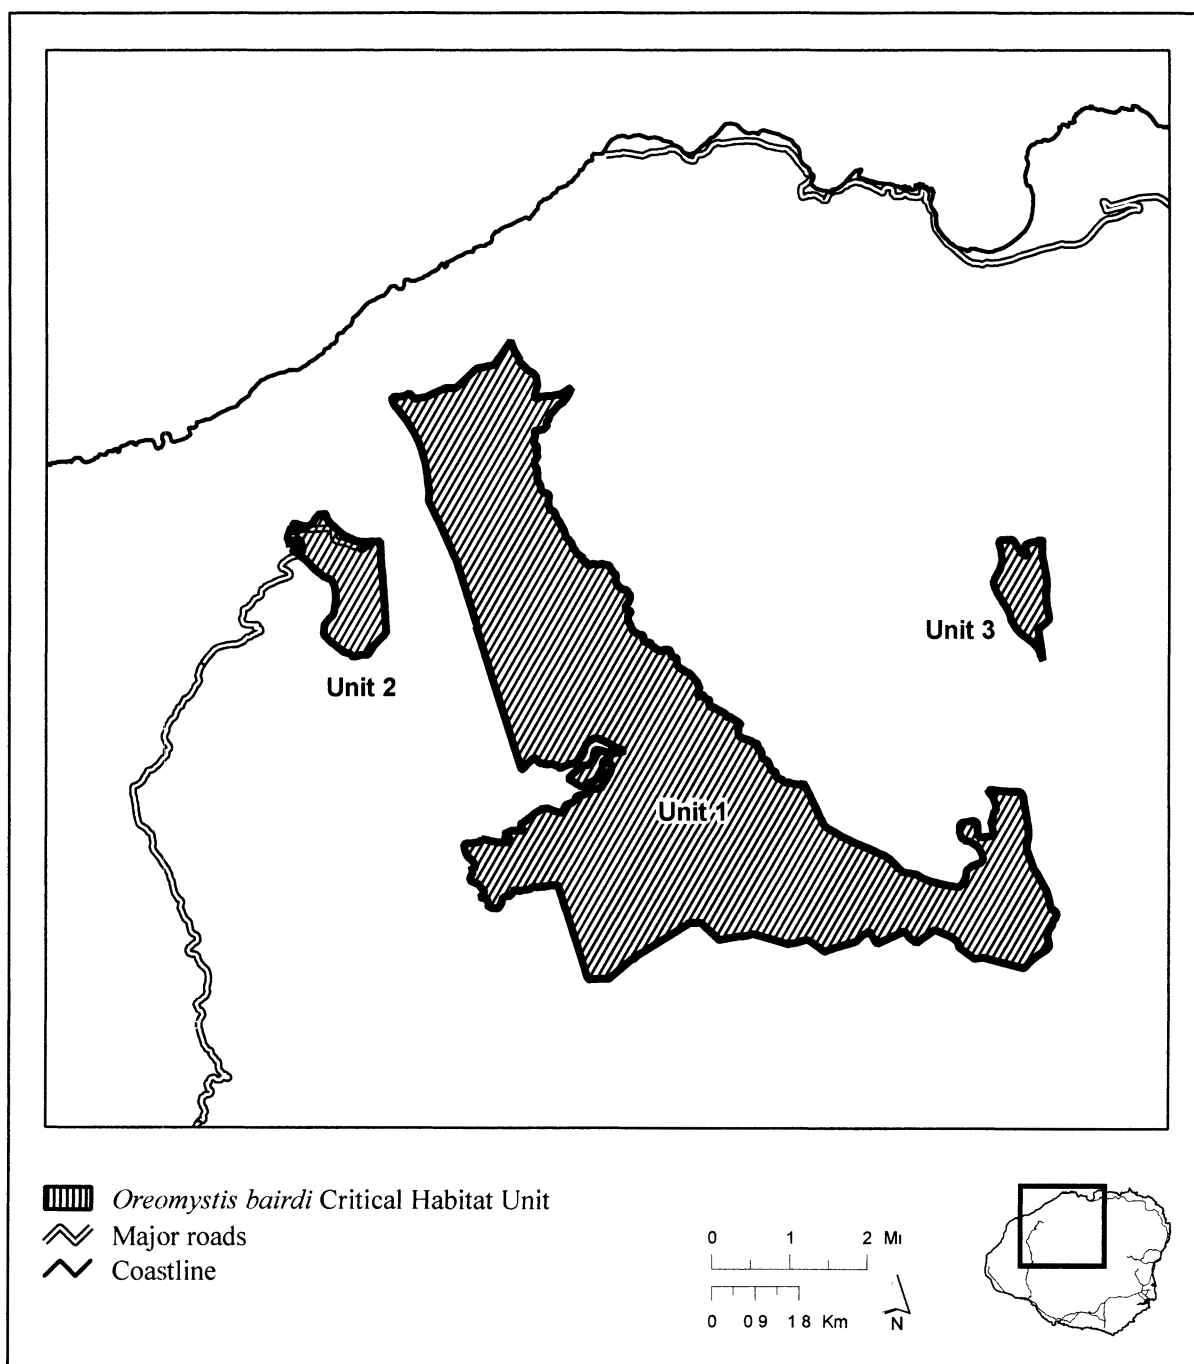 Unit 3
Unit 2
Unit 1
Oreomystis bairdi Critical Habitat Unit
Major roads
Coastline
0 1 2 Mi
0 0 9 1 8 Km
N